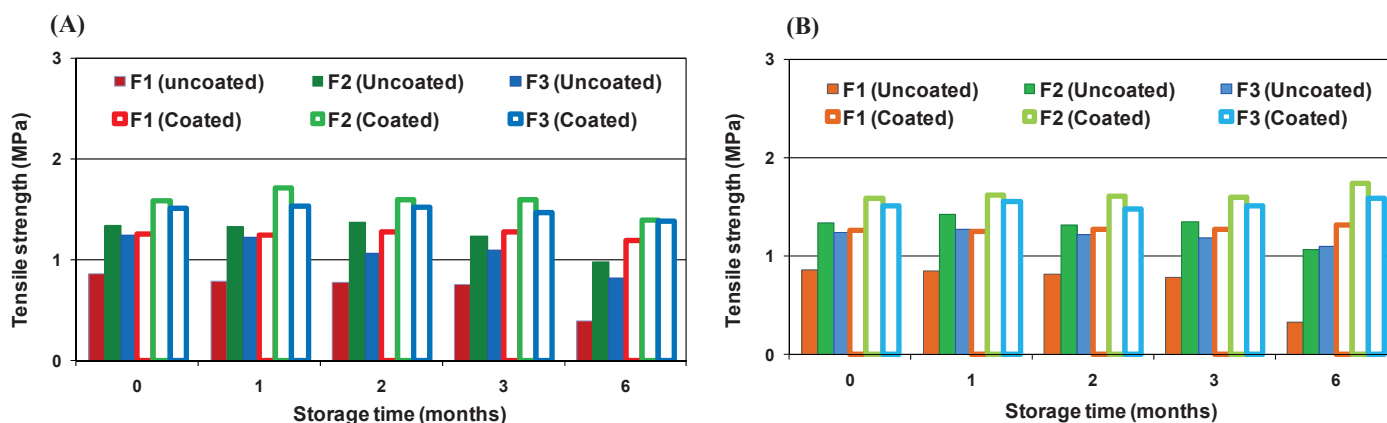 (A)
3
F1 (uncoated) F2 (Uncoated) F3 (Uncoated)
F1 (Coated) F2 (Coated) F3 (Coated)
2
1
0
Tensile strength (MPa)
0 1 2 3 6
Storage time (months)
(B)
3
F1 (Uncoated) F2 (Uncoated) F3 (Uncoated)
F1 (Coated) F2 (Coated) F3 (Coated)
2
1
0
Tensile strength (MPa)
0 1 2 3 6
Storage time (months)